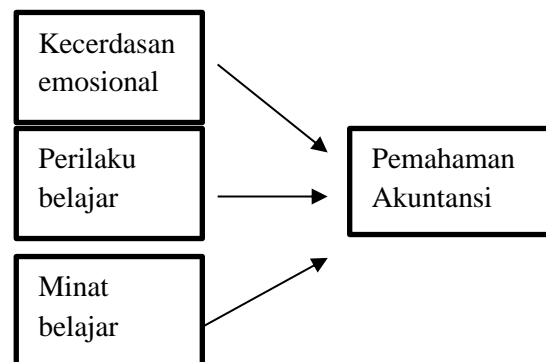 Kecerdasan
emosional
Perilaku
belajar
Pemahaman
Akuntansi
Minat
belajar